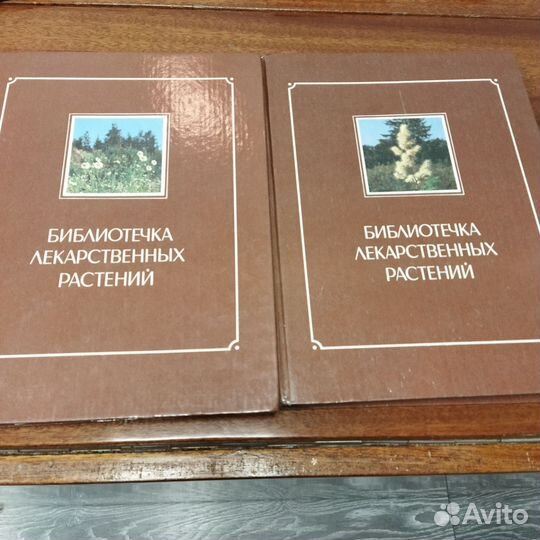 БИБЛИОТЕЧКА
ЛЕКАРСТВЕННЫХ
РАСТЕНИЙ
БИБЛИОТЕЧКА
ЛЕКАРСТВЕННЫХ
РАСТЕНИЙ
Avito